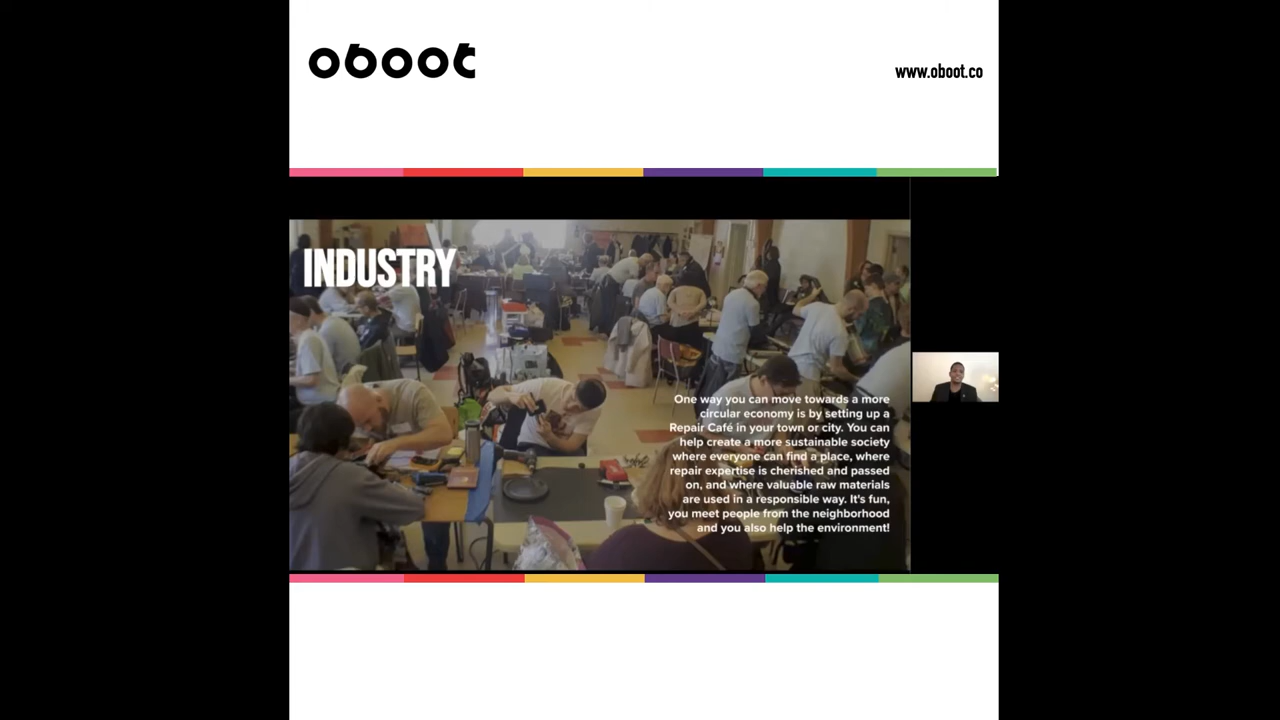 oboot
www.oboot.co
INDUSTRY
One way you can move towards a more
circular economy is by setting up a
Repair Café in your town or city. You can
help create a more sustainable society
where everyone can find a place, where
repair expertise is cherished and passed
on, and where valuable raw materials
are used in a responsible way. It's fun,
you meet people from the neighborhood
and you also help the environment!